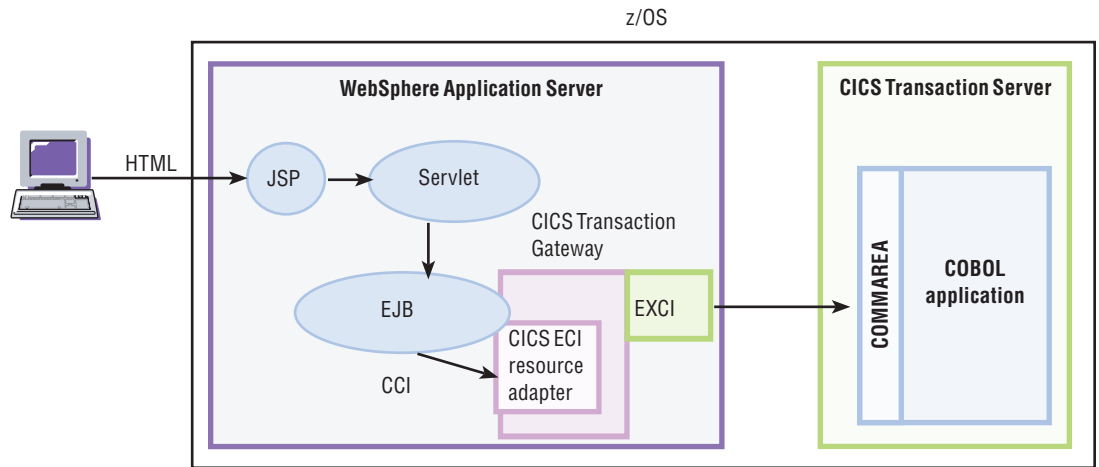 z/OS
WebSphere Application Server
CICS Transaction Server
HTML
JSP
Servlet
CICS Transaction
Gateway
EJB
EXCI
CICS ECI
resource
adapter
CCI
COMMAREA
COBOL
application